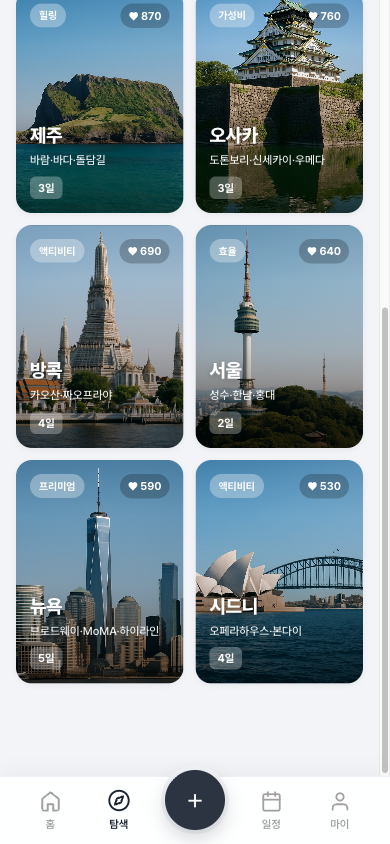 힐링
870
가성비
760
제주
바람·바다·돌담길
3일
오사카
도톤보리·신세카이·우메다
3일
액티비티
690
효율
640
방콕
카오산·짜오프라야
4일
서울
성수·한남·홍대
2일
프리미엄
590
액티비티
530
뉴욕
브로드웨이·MoMA·하이라인
5일
시드니
오페라하우스·본다이
4일
홈
탐색
+
일정
마이